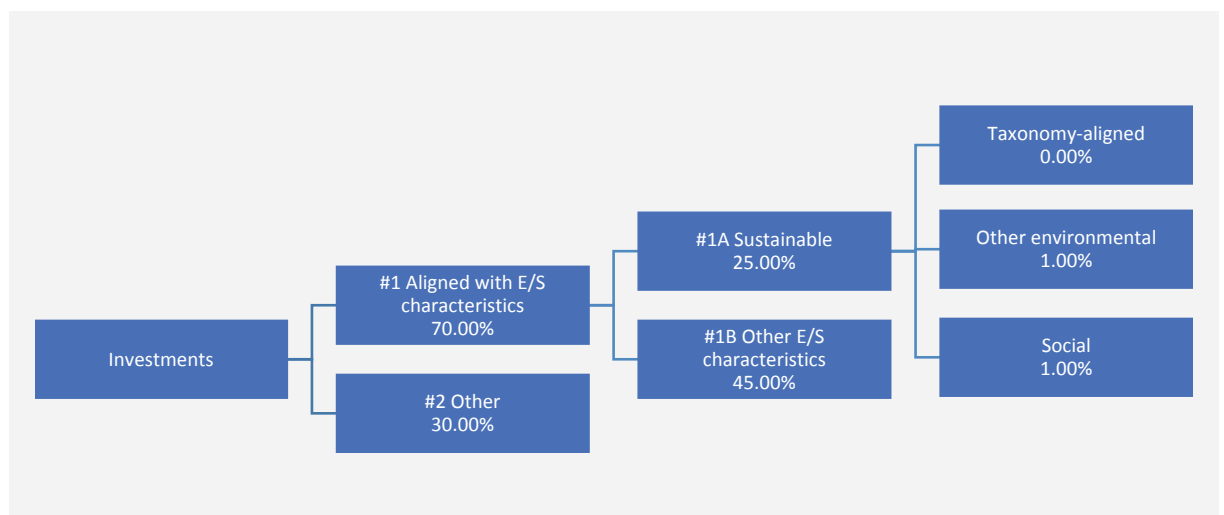 Investments
#1 Aligned with E/S
characteristics
70.00%
#2 Other
30.00%
#1A Sustainable
25.00%
#1B Other E/S
characteristics
45.00%
Taxonomy-aligned
0.00%
Other environmental
1.00%
Social
1.00%